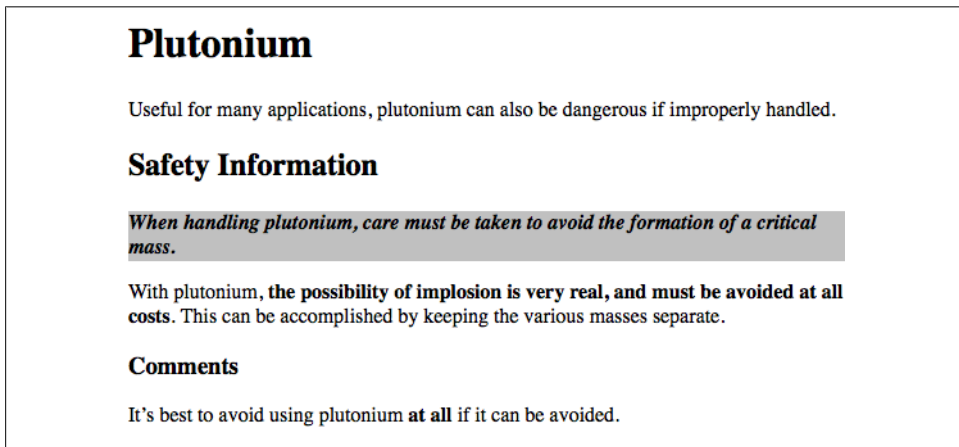 Plutonium
Useful for many applications, plutonium can also be dangerous if improperly handled.
Safety Information
When handling plutonium, care must be taken to avoid the formation of a critical
mass.
With plutonium, the possibility of implosion is very real, and must be avoided at all
costs. This can be accomplished by keeping the various masses separate.
Comments
It's best to avoid using plutonium at all if it can be avoided.